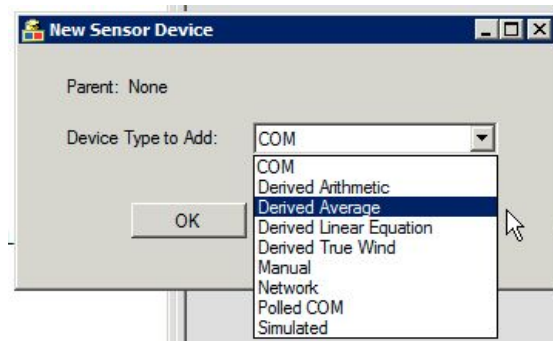 New Sensor Device
Parent: None
Device Type to Add: COM
COM
Derived Arithmetic
Derived Average
Derived Linear Equation
Derived True Wind
Manual
Network
Polled COM
Simulated
OK